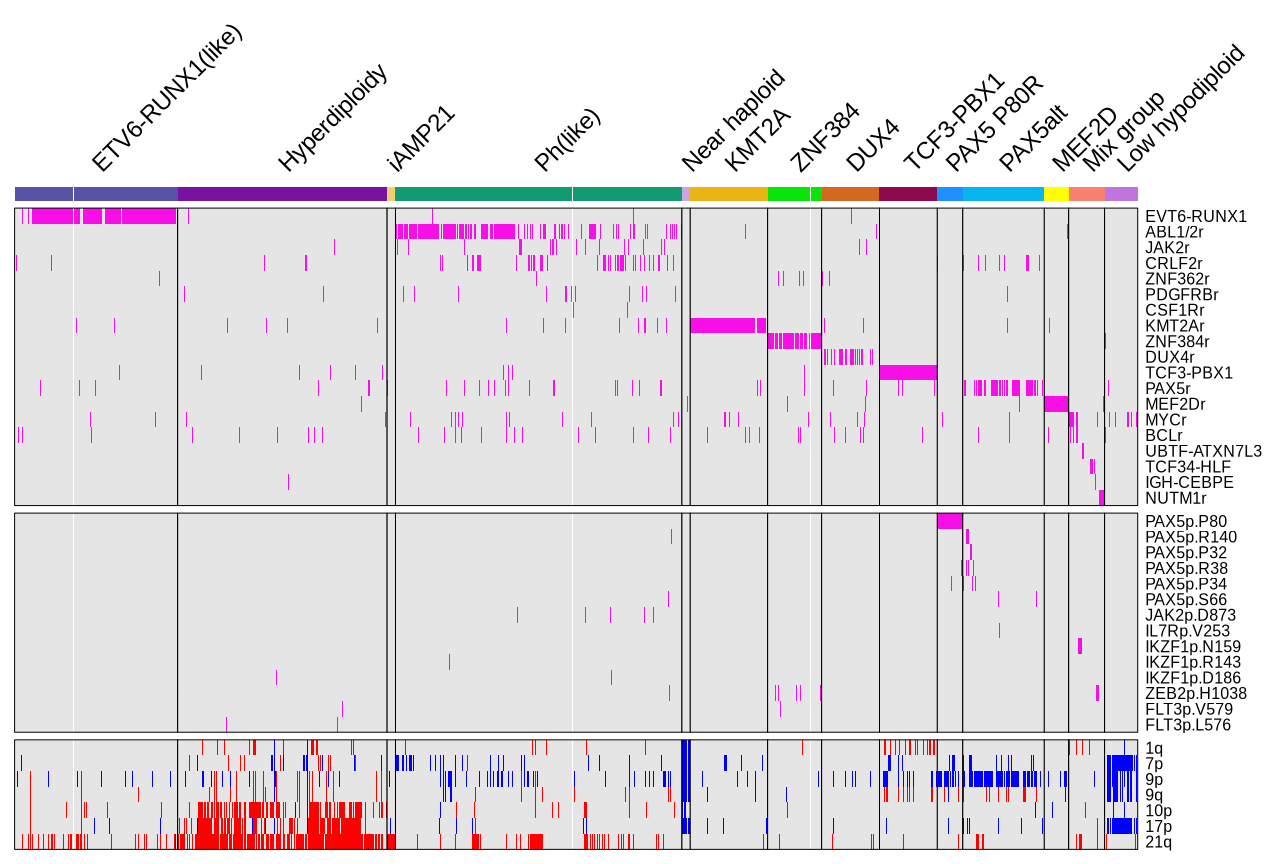 ETV6-RUNX1(like)
Hyperdiploidy
iAMP21
Ph(like)
Near haploid
KMT2A
ZNF384
DUX4
TCF3-PBX1
PAX5 P80R
PAX5alt
MEF2D
Mix group
Low hypodiploid
EVT6-RUNX1
ABL1/2r
JAK2r
CRLF2r
ZNF362r
PDGFRBr
CSF1Rr
KMT2Ar
ZNF384r
DUX4r
TCF3-PBX1
PAX5r
MEF2Dr
MYCr
BCLr
UBTF-ATXN7L3
TCF34-HLF
IGH-CEBPE
NUTM1r
PAX5p.P80
PAX5p.R140
PAX5p.P32
PAX5p.R38
PAX5p.P34
PAX5p.S66
JAK2p.D873
IL7Rp.V253
IKZF1p.N159
IKZF1p.R143
IKZF1p.D186
ZEB2p.H1038
FLT3p.V579
FLT3p.L576
1q
7p
9p
9q
10p
17p
21q